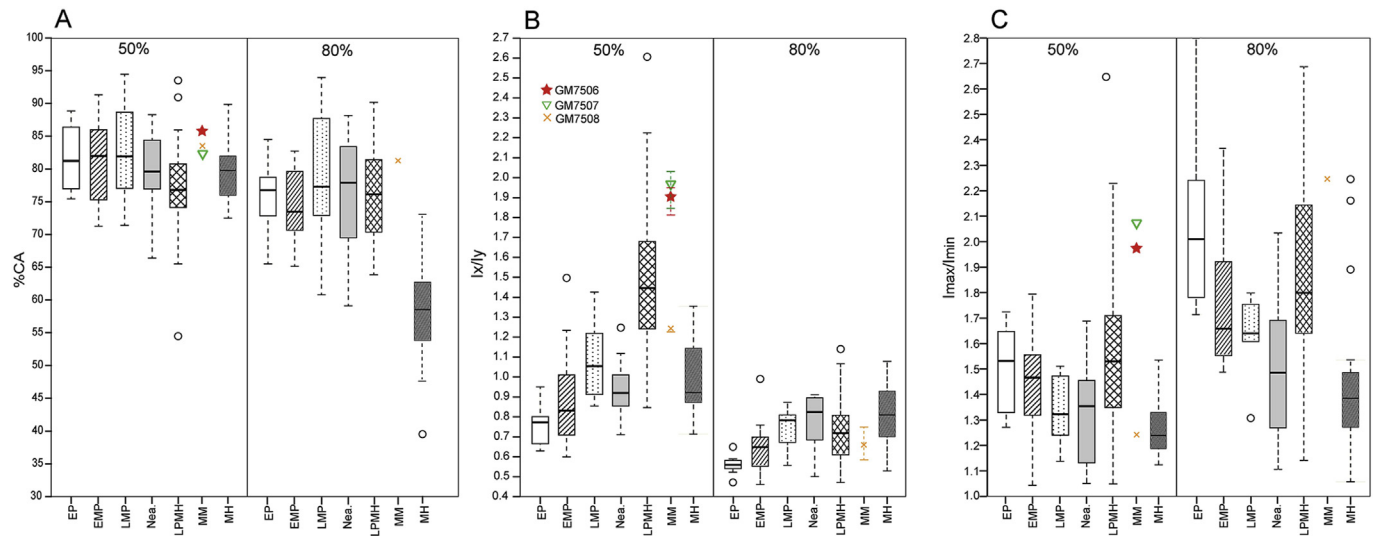 A
50%
80%
%CA
100
95
90
85
80
75
70
65
60
55
50
45
40
35
30
EP
EMP
LMP
Nea.
LPMH
MM
MH
EP
EMP
LMP
Nea.
LPMH
MM
MH
B
50%
80%
GM7506
GM7507
GM7508
Ix/Iy
2.7
2.6
2.5
2.4
2.3
2.2
2.1
2.0
1.9
1.8
1.7
1.6
1.5
1.4
1.3
1.2
1.1
1.0
0.9
0.8
0.7
0.6
0.5
0.4
EP
EMP
LMP
Nea.
LPMH
MM
MH
EP
EMP
LMP
Nea.
LPMH
MM
MH
C
50%
80%
Imax/Imin
2.8
2.7
2.6
2.5
2.4
2.3
2.2
2.1
2.0
1.9
1.8
1.7
1.6
1.5
1.4
1.3
1.2
1.1
1.0
EP
EMP
LMP
Nea.
LPMH
MM
MH
EP
EMP
LMP
Nea.
LPMH
MM
MH